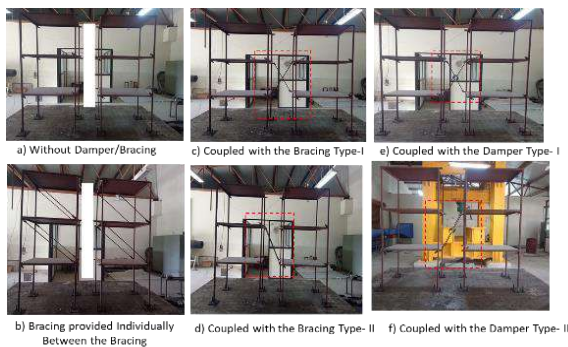 a) Without Damper/Bracing
c) Coupled with the Bracing Type-I
e) Coupled with the Damper Type- I
b) Bracing provided Individually
Between the Bracing
d) Coupled with the Bracing Type- II
f) Coupled with the Damper Type- II